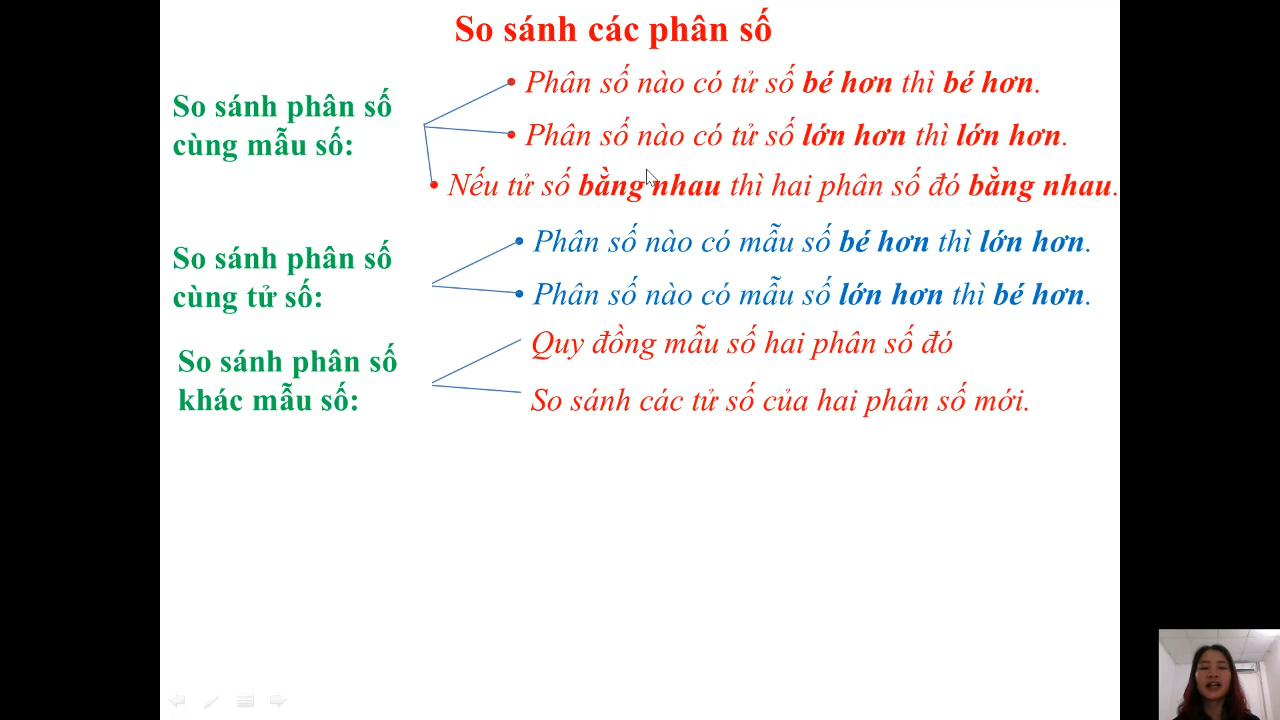 So sánh các phân số
So sánh phân số
cùng mẫu số:
• Phân số nào có tử số bé hơn thì bé hơn.
• Phân số nào có tử số lớn hơn thì lớn hơn.
• Nếu tử số bằng nhau thì hai phân số đó bằng nhau.
So sánh phân số
cùng tử số:
• Phân số nào có mẫu số bé hơn thì lớn hơn.
• Phân số nào có mẫu số lớn hơn thì bé hơn.
So sánh phân số
khác mẫu số:
Quy đồng mẫu số hai phân số đó
So sánh các tử số của hai phân số mới.